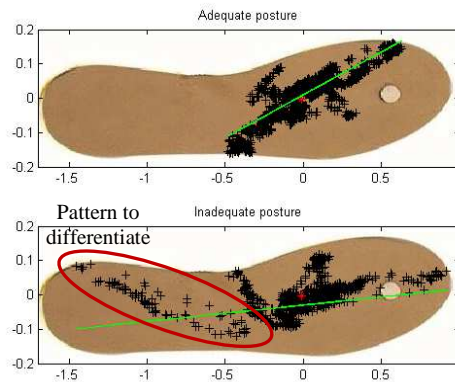 Adequate posture
0.2
0.1
0
-0.1
-0.2
-1.5 -1 -0.5 0 0.5
Inadequate posture
Pattern to
differentiate
0.2
0.1
0
-0.1
-0.2
-1.5 -1 -0.5 0 0.5